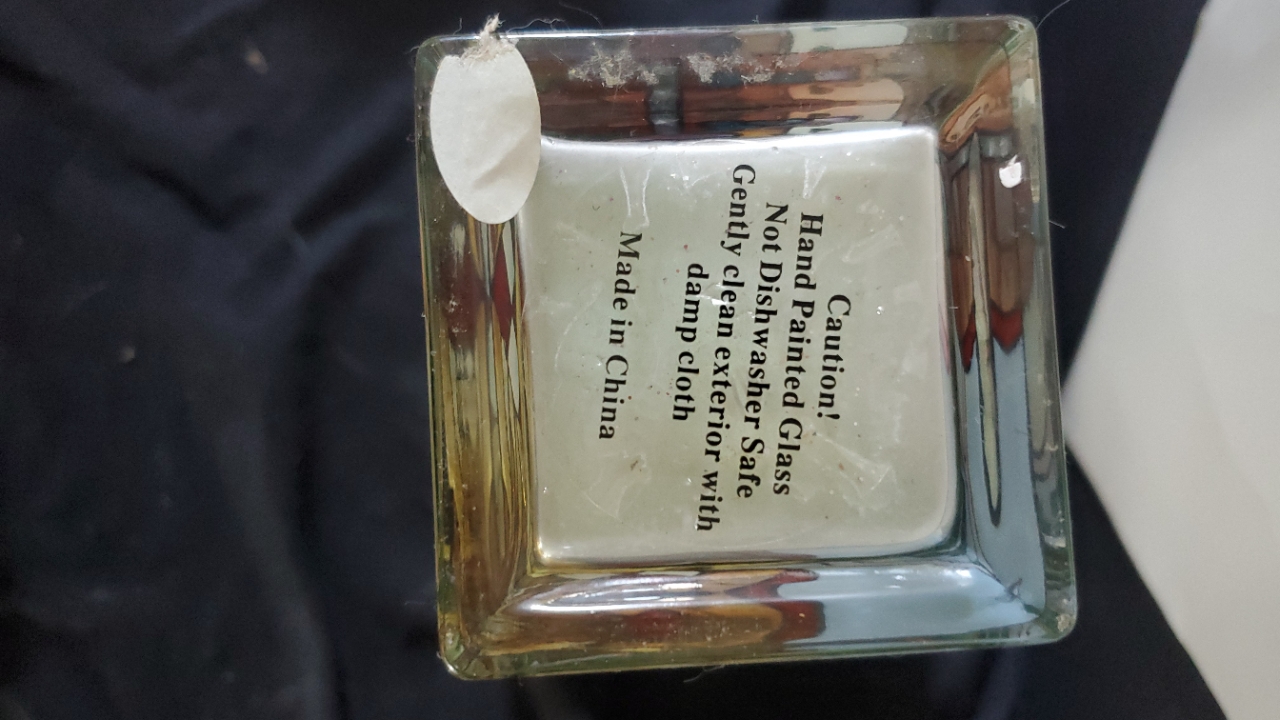 Caution!
Hand Painted Glass
Not Dishwasher Safe
Gently clean exterior with
damp cloth
Made in China